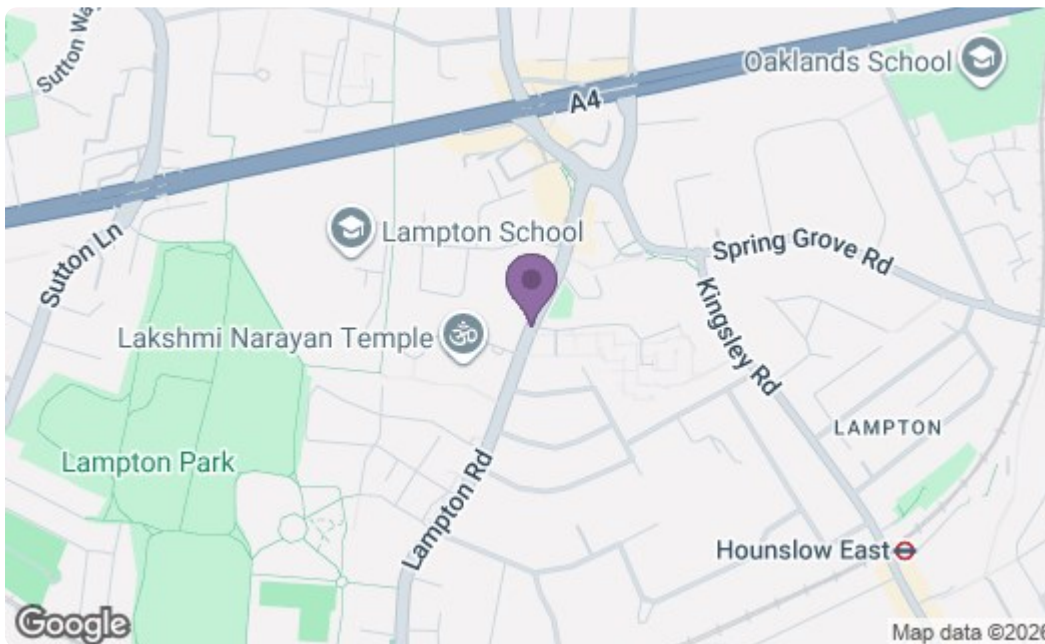 Sutton Way
Oaklands School
A4
Lampton School
Spring Grove Rd
Sutton Ln
Kingsley Rd
Lakshmi Narayan Temple
ॐ
LAMPTON
Lampton Park
Lampton Rd
Hounslow East
Google
Map data ©2026